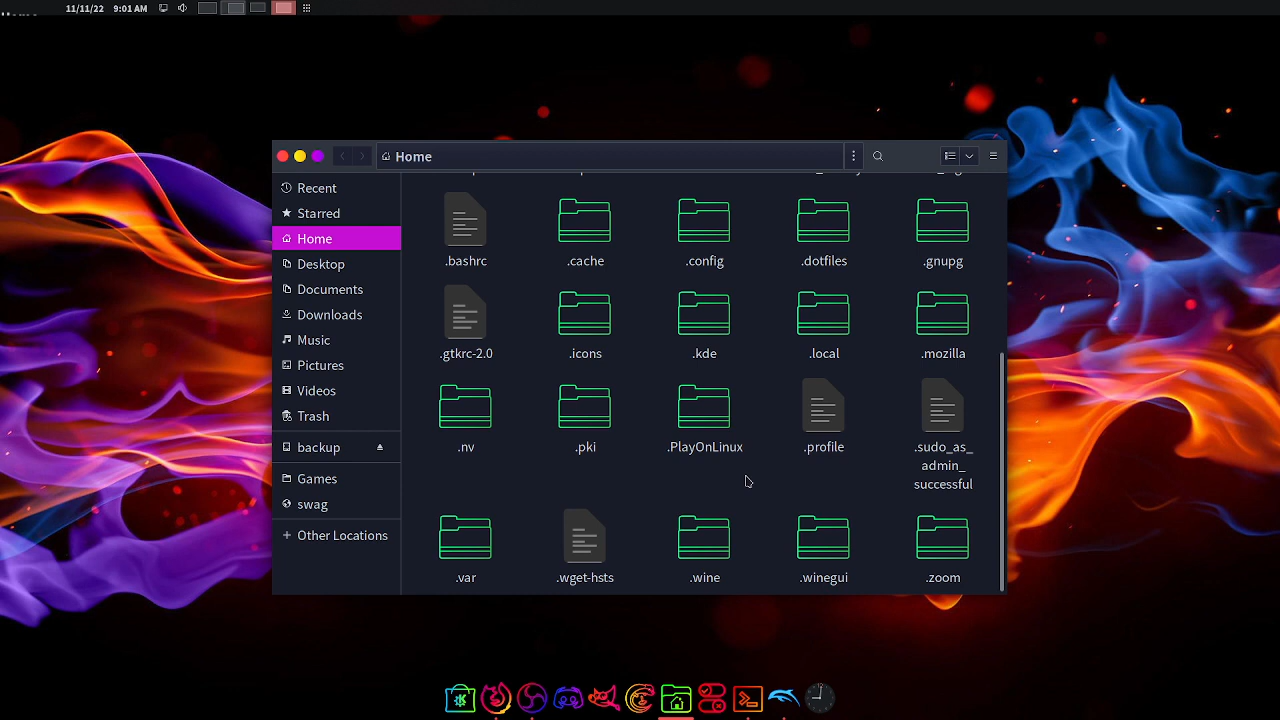 11/11/22 9:01 AM
Home
Recent
Starred
Home
Desktop
Documents
Downloads
Music
Pictures
Videos
Trash
backup
Games
swag
Other Locations
.bashrc .cache .config .dotfiles .gnupg
.gtkrc-2.0 .icons .kde .local .mozilla
.nv .pki .PlayOnLinux .profile .sudo_as_
admin_
successful
.var .wget-hsts .wine .winegui .zoom